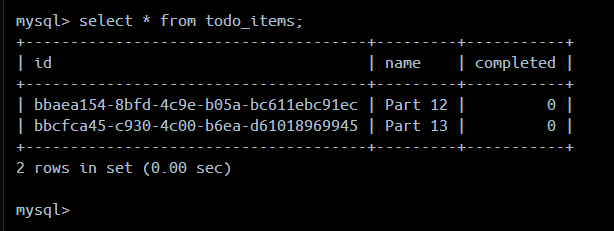 mysql> select * from todo_items;
+--------------------------------------+---------+-----------+
| id                                   | name    | completed |
+--------------------------------------+---------+-----------+
| bbaea154-8bfd-4c9e-b05a-bc611ebc91ec | Part 12 |         0 |
| bbcfca45-c930-4c00-b6ea-d61018969945 | Part 13 |         0 |
+--------------------------------------+---------+-----------+
2 rows in set (0.00 sec)
mysql>